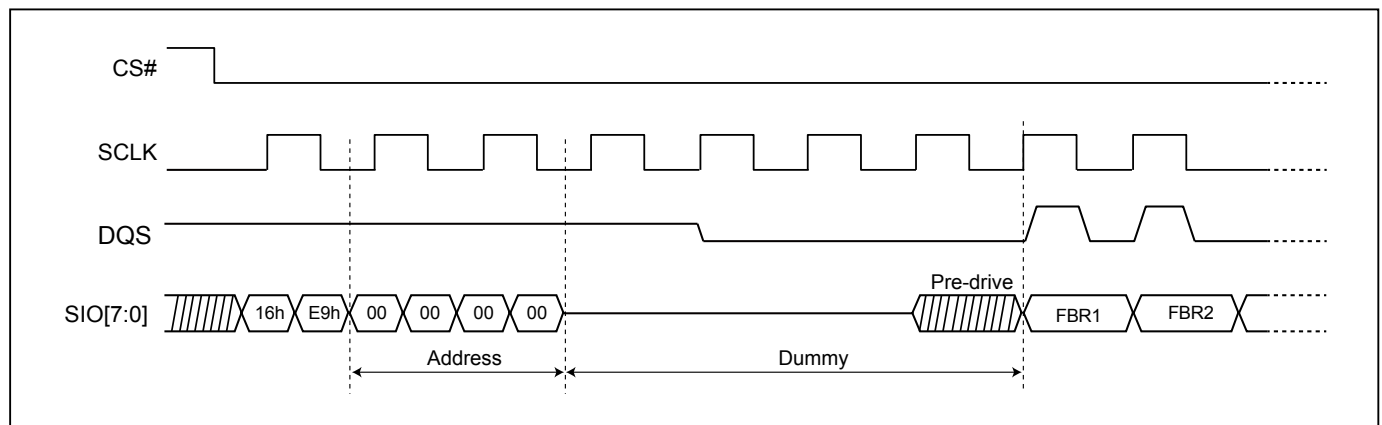 CS#
SCLK
DQS
Pre-drive
SIO[7:0] 16h E9h 00 00 00 00 FBR1 FBR2
Address Dummy